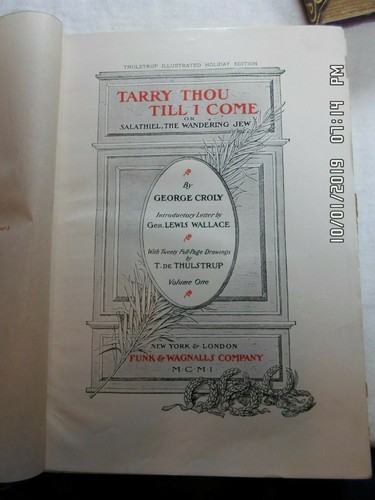 THULSTRUP ILLUSTRATED HOLIDAY EDITION
TARRY THOU
TILL I COME
OR
SALATHIEL, THE WANDERING JEW
By
GEORGE CROLY
Introductory Letter by
Gen. LEWIS WALLACE
With Twenty Full-Page Drawings
by
T. DE THULSTRUP
Volume One
NEW YORK & LONDON
FUNK & WAGNALLS COMPANY
M·C·M·I
10/10/2019 07:14 PM